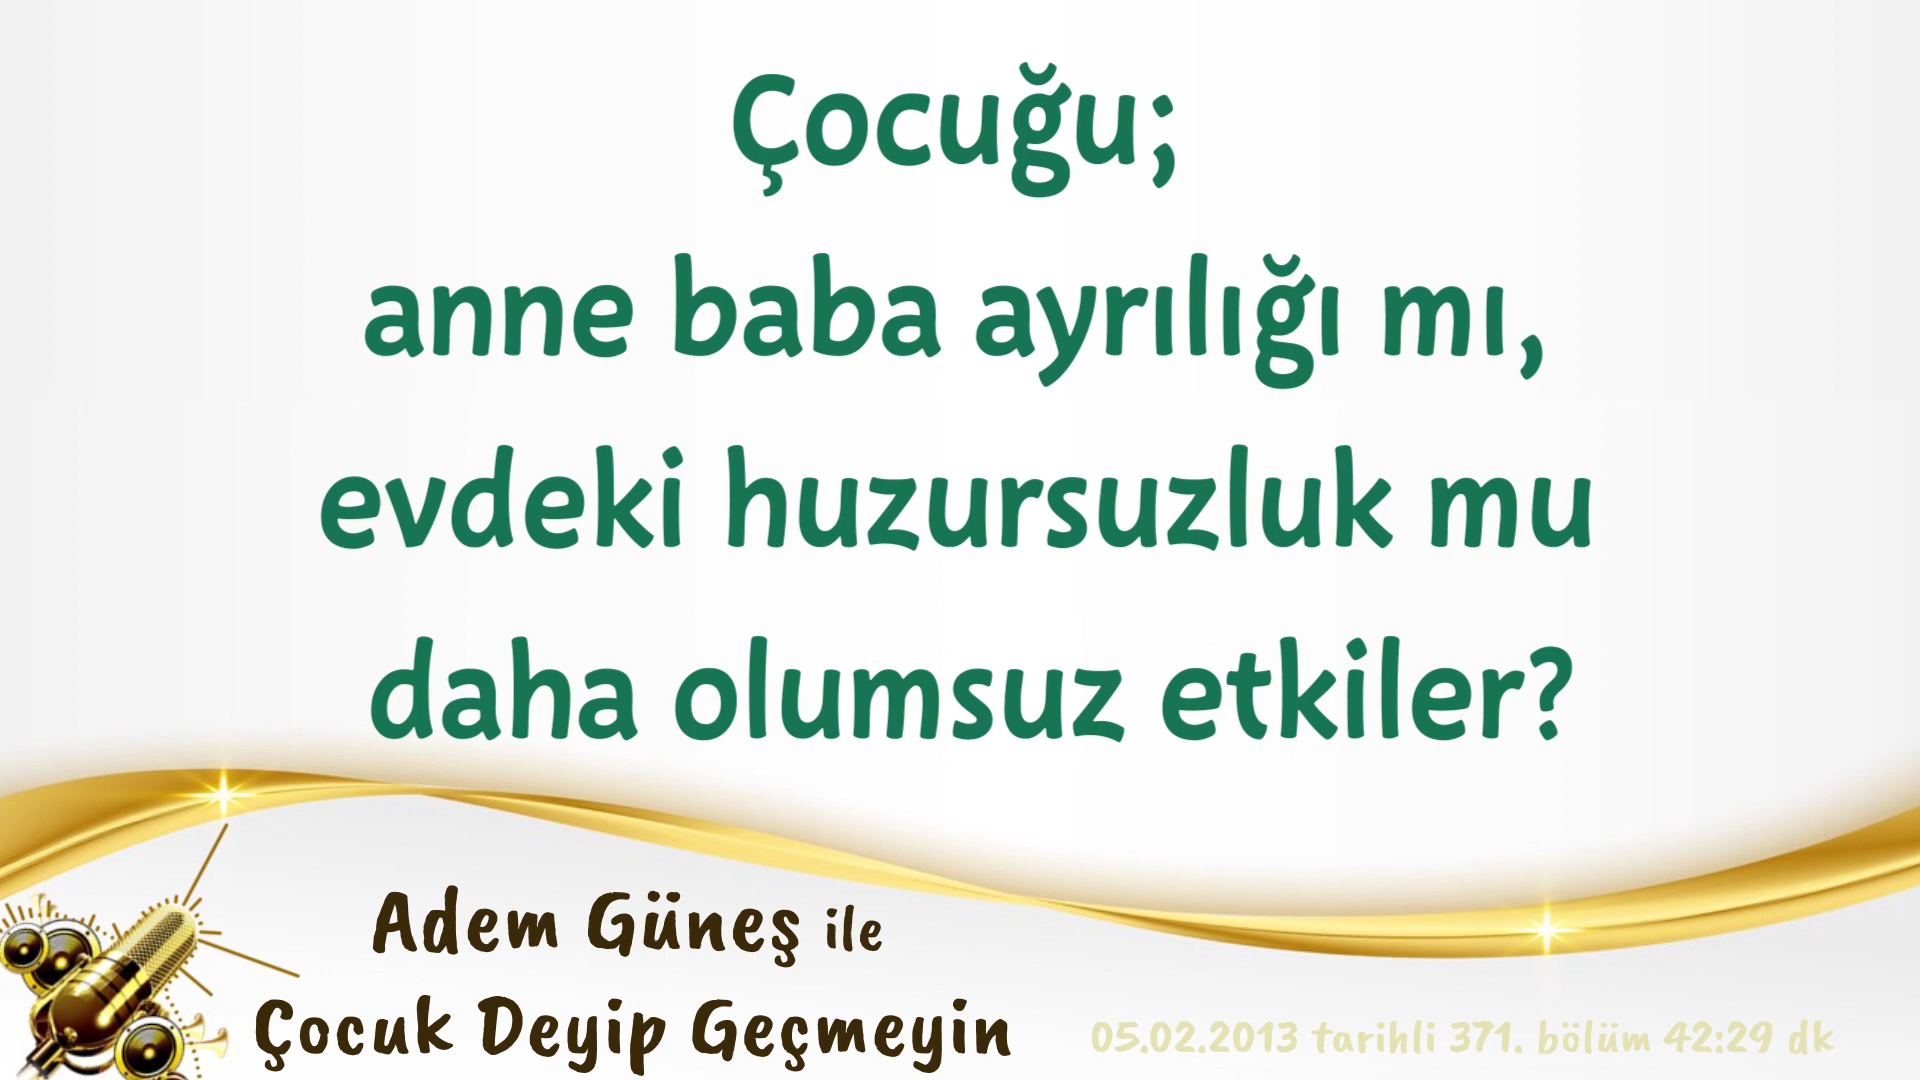 Çocuğu;
anne baba ayrılığı mı,
evdeki huzursuzluk mu
daha olumsuz etkiler?
Adem Güneş ile
Çocuk Deyip Geçmeyin
05.02.2013 tarihli 371. bölüm 42:29 dk